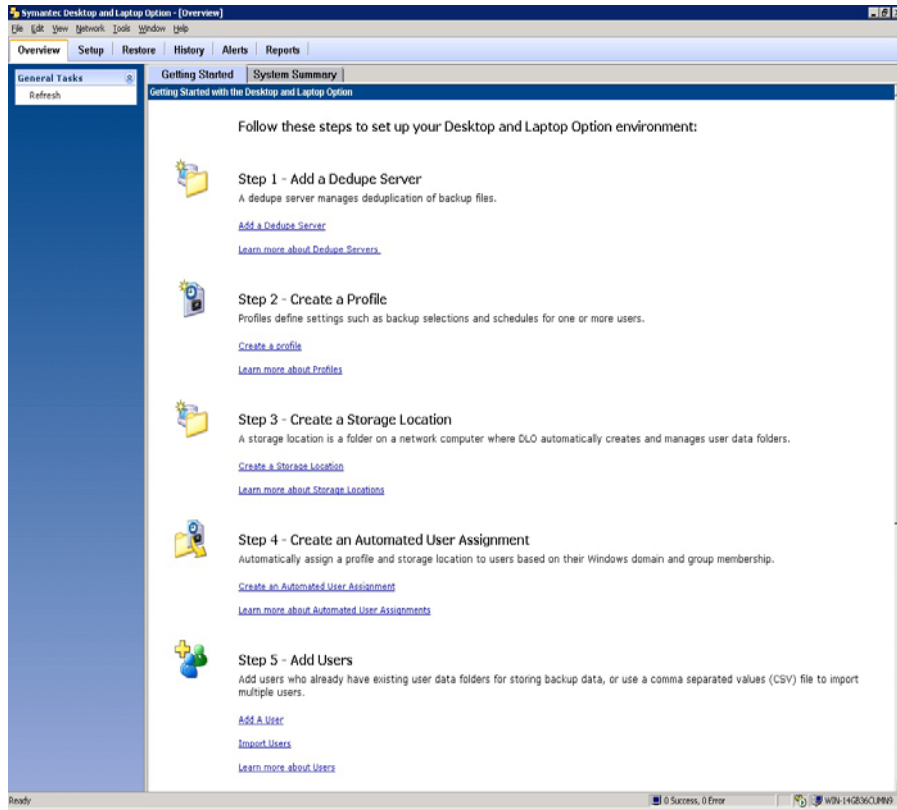 Symantec Desktop and Laptop Option - [Overview]
File Edit View Network Tools Window Help
Overview Setup Restore History Alerts Reports
General Tasks
Refresh
Getting Started System Summary
Getting Started with the Desktop and Laptop Option
Follow these steps to set up your Desktop and Laptop Option environment:
Step 1 - Add a Dedupe Server
A dedupe server manages deduplication of backup files.
Add a Dedupe Server
Learn more about Dedupe Servers
Step 2 - Create a Profile
Profiles define settings such as backup selections and schedules for one or more users.
Create a profile
Learn more about Profiles
Step 3 - Create a Storage Location
A storage location is a folder on a network computer where DLO automatically creates and manages user data folders.
Create a Storage Location
Learn more about Storage Locations
Step 4 - Create an Automated User Assignment
Automatically assign a profile and storage location to users based on their Windows domain and group membership.
Create an Automated User Assignment
Learn more about Automated User Assignments
Step 5 - Add Users
Add users who already have existing user data folders for storing backup data, or use a comma separated values (CSV) file to import
multiple users.
Add A User
Import Users
Learn more about Users
Ready
0 Success, 0 Error
WIN-14GB36CUMN9